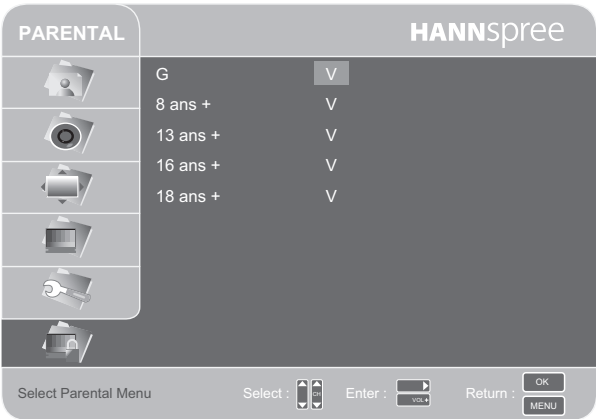 PARENTAL
HANNSpree
G V
8 ans + V
13 ans + V
16 ans + V
18 ans + V
Select Parental Menu Select : CH Enter : VOL+ Return : OK MENU